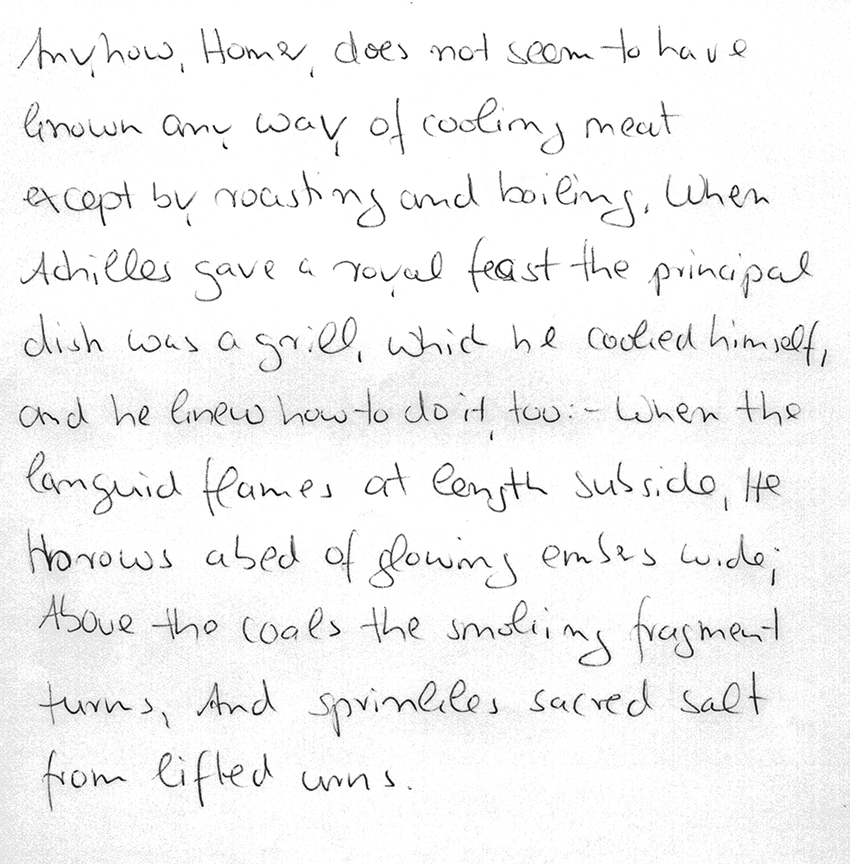 Anyhow, Homer, does not seem to have
known any way of cooking meat
except by roasting and boiling. When
Achilles gave a royal feast the principal
dish was a grill, which he cooked himself,
and he knew how to do it, too:- When the
languid flames at length subside, He
strows a bed of glowing embers wide;
Above the coals the smoking fragment
turns, And sprinkles sacred salt
from lifted urns.